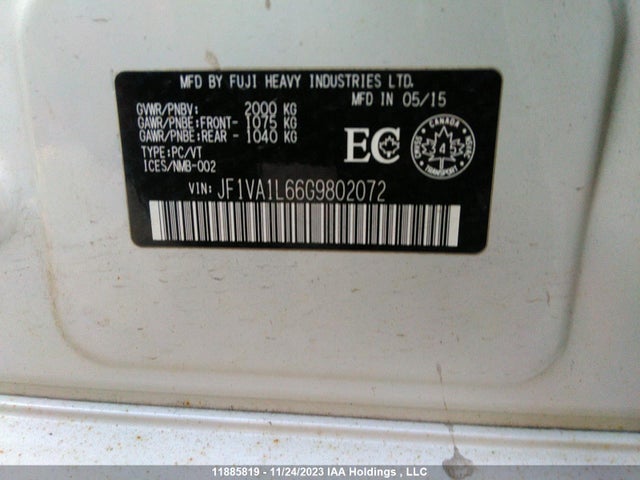 MFD BY FUJI HEAVY INDUSTRIES LTD.
MFD IN 05/15
GVWR/PNBV: 2000 KG
GAWR/PNBE:FRONT- 1075 KG
GAWR/PNBE:REAR - 1040 KG
TYPE:PC/VT
ICES/NMB-002
EC
CANADA
4
VIN: JF1VA1L66G9802072
11885819 - 11/24/2023 IAA Holdings , LLC